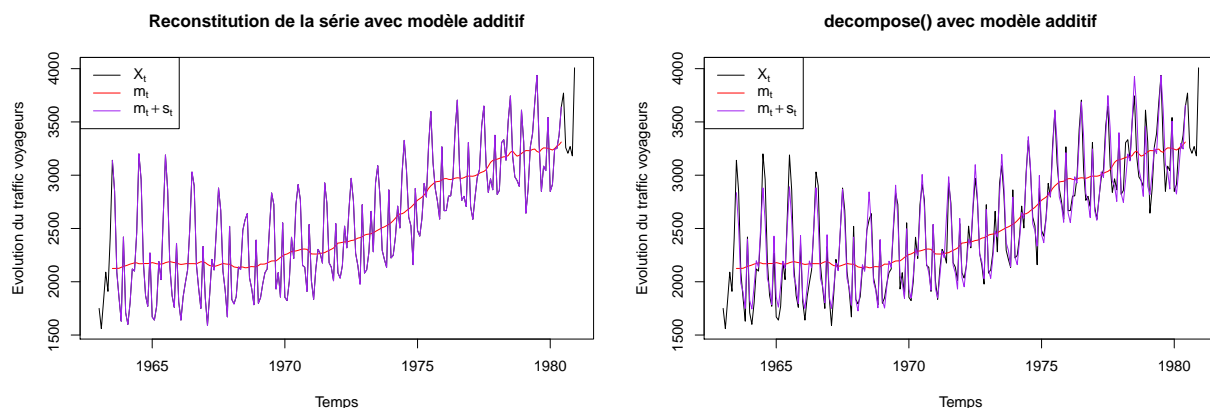 Reconstitution de la série avec modèle additif
4000
3500
3000
2500
2000
1500
Evolution du traffic voyageurs
X_t
m_t
m_t + s_t
1965
1970
1975
1980
Temps
decompose() avec modèle additif
4000
3500
3000
2500
2000
1500
Evolution du traffic voyageurs
X_t
m_t
m_t + s_t
1965
1970
1975
1980
Temps